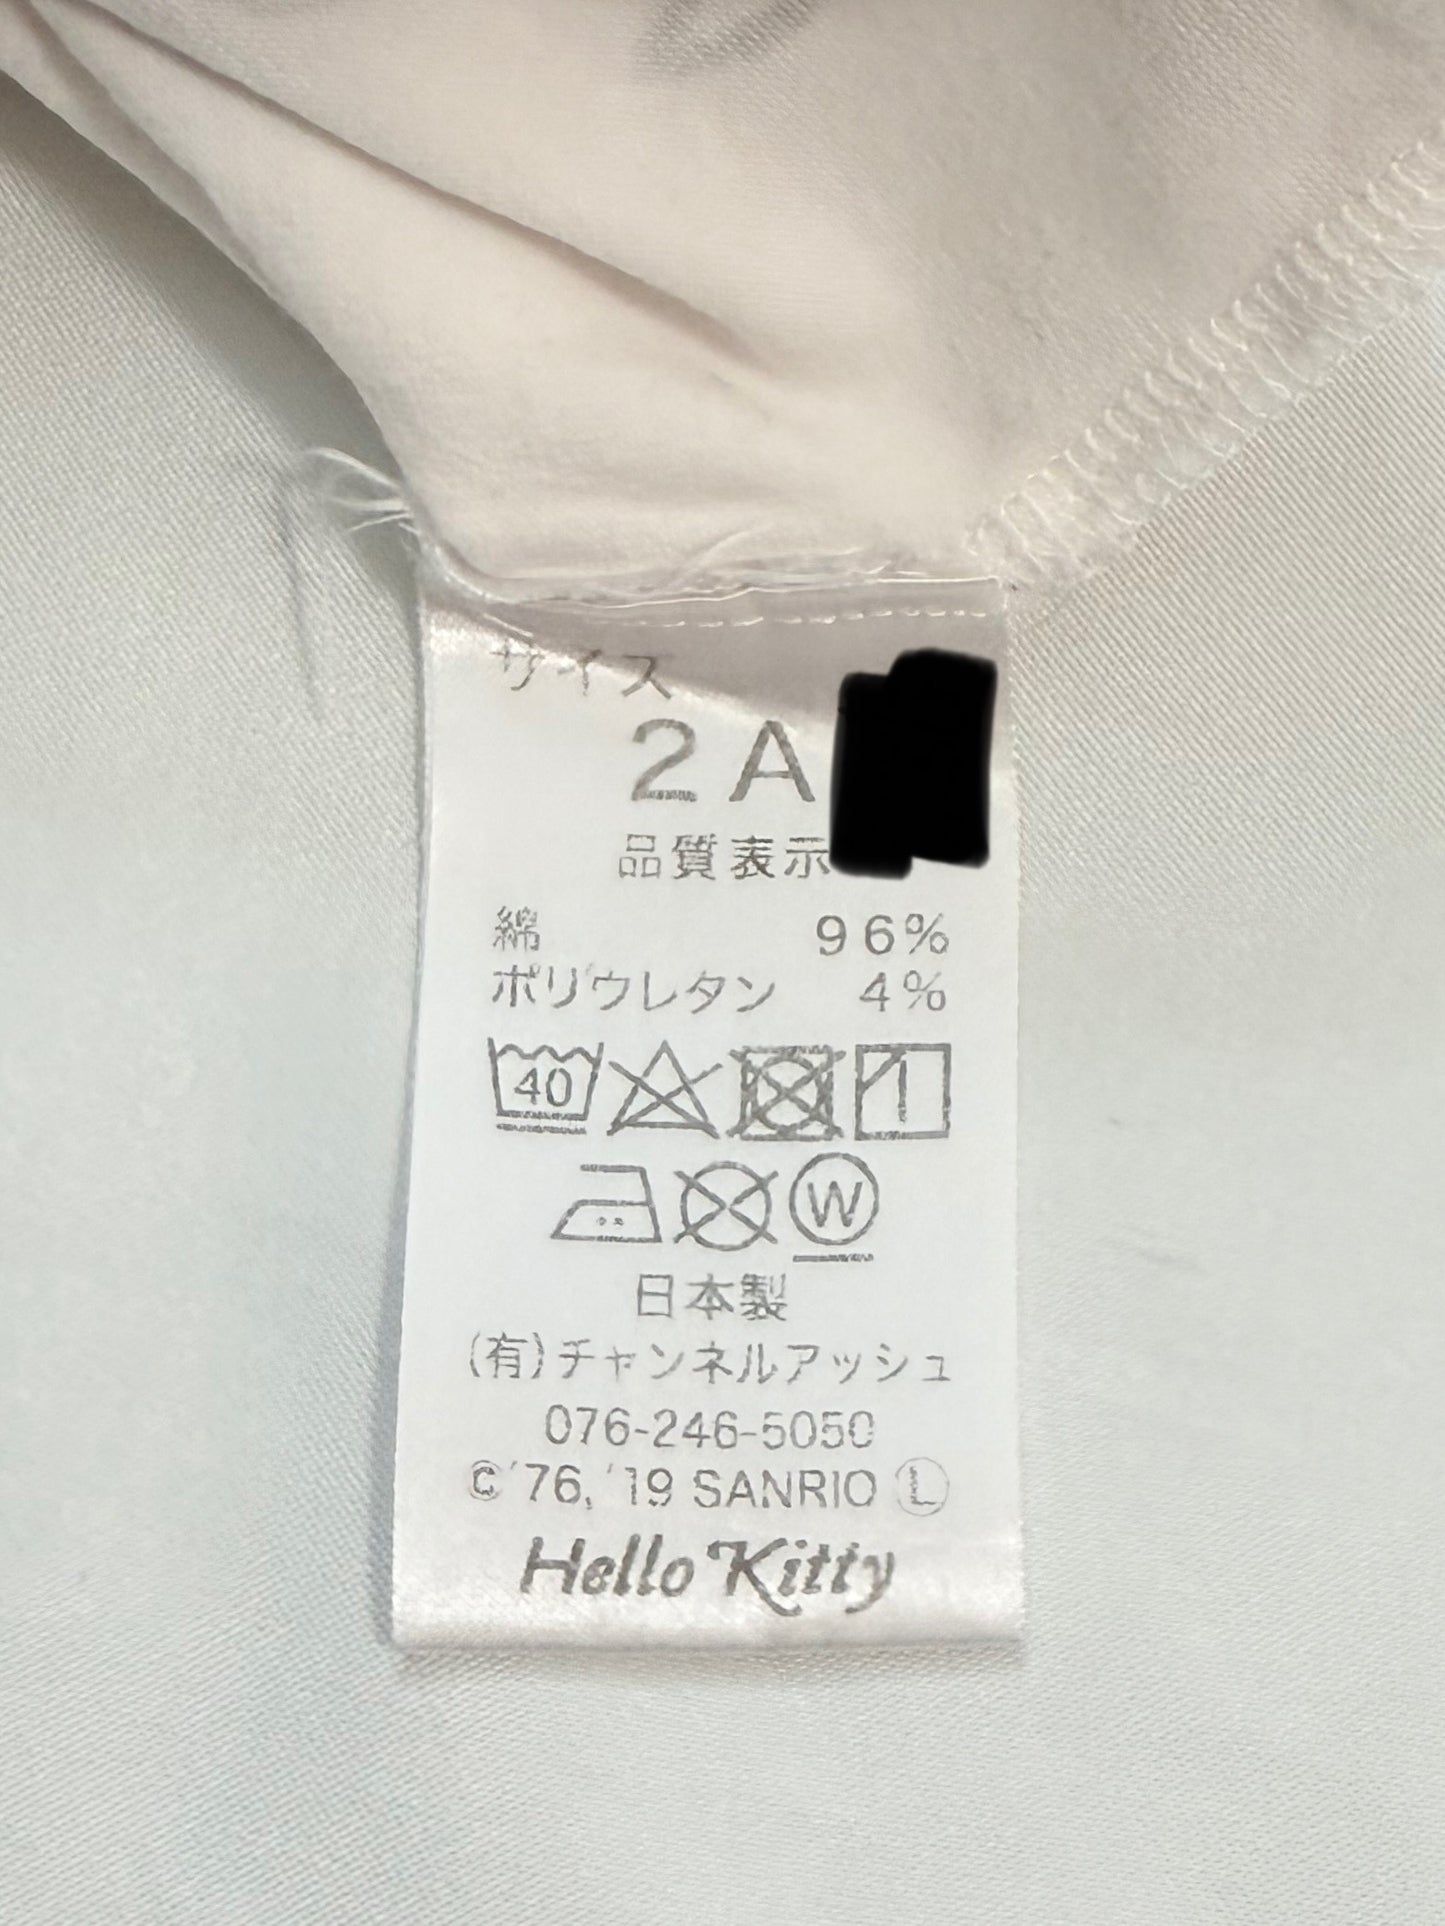 サイズ
2A
品質表示
綿 96%
ポリウレタン 4%
40
W
日本製
(有)チャンネルアッシュ
076-246-5050
©'76,'19 SANRIO Ⓛ
Hello Kitty